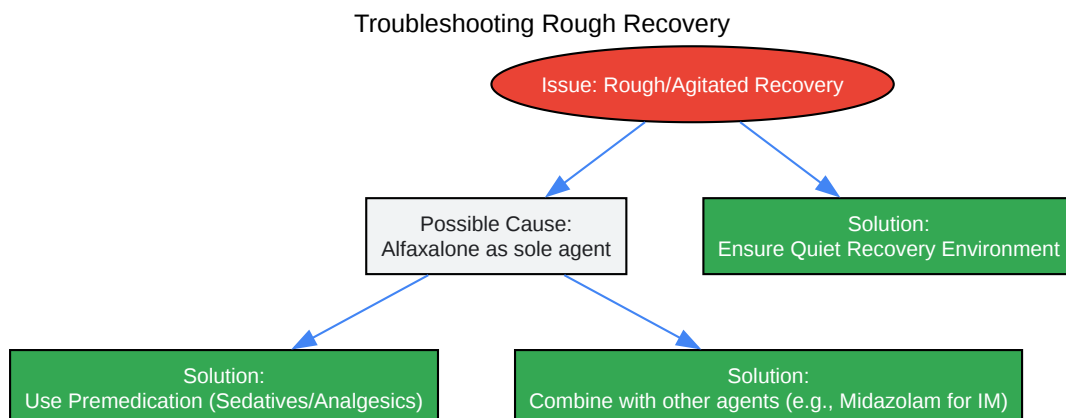 Troubleshooting Rough Recovery
Issue: Rough/Agitated Recovery
Possible Cause:
Alfaxalone as sole agent
Solution:
Ensure Quiet Recovery Environment
Solution:
Use Premedication (Sedatives/Analgesics)
Solution:
Combine with other agents (e.g., Midazolam for IM)